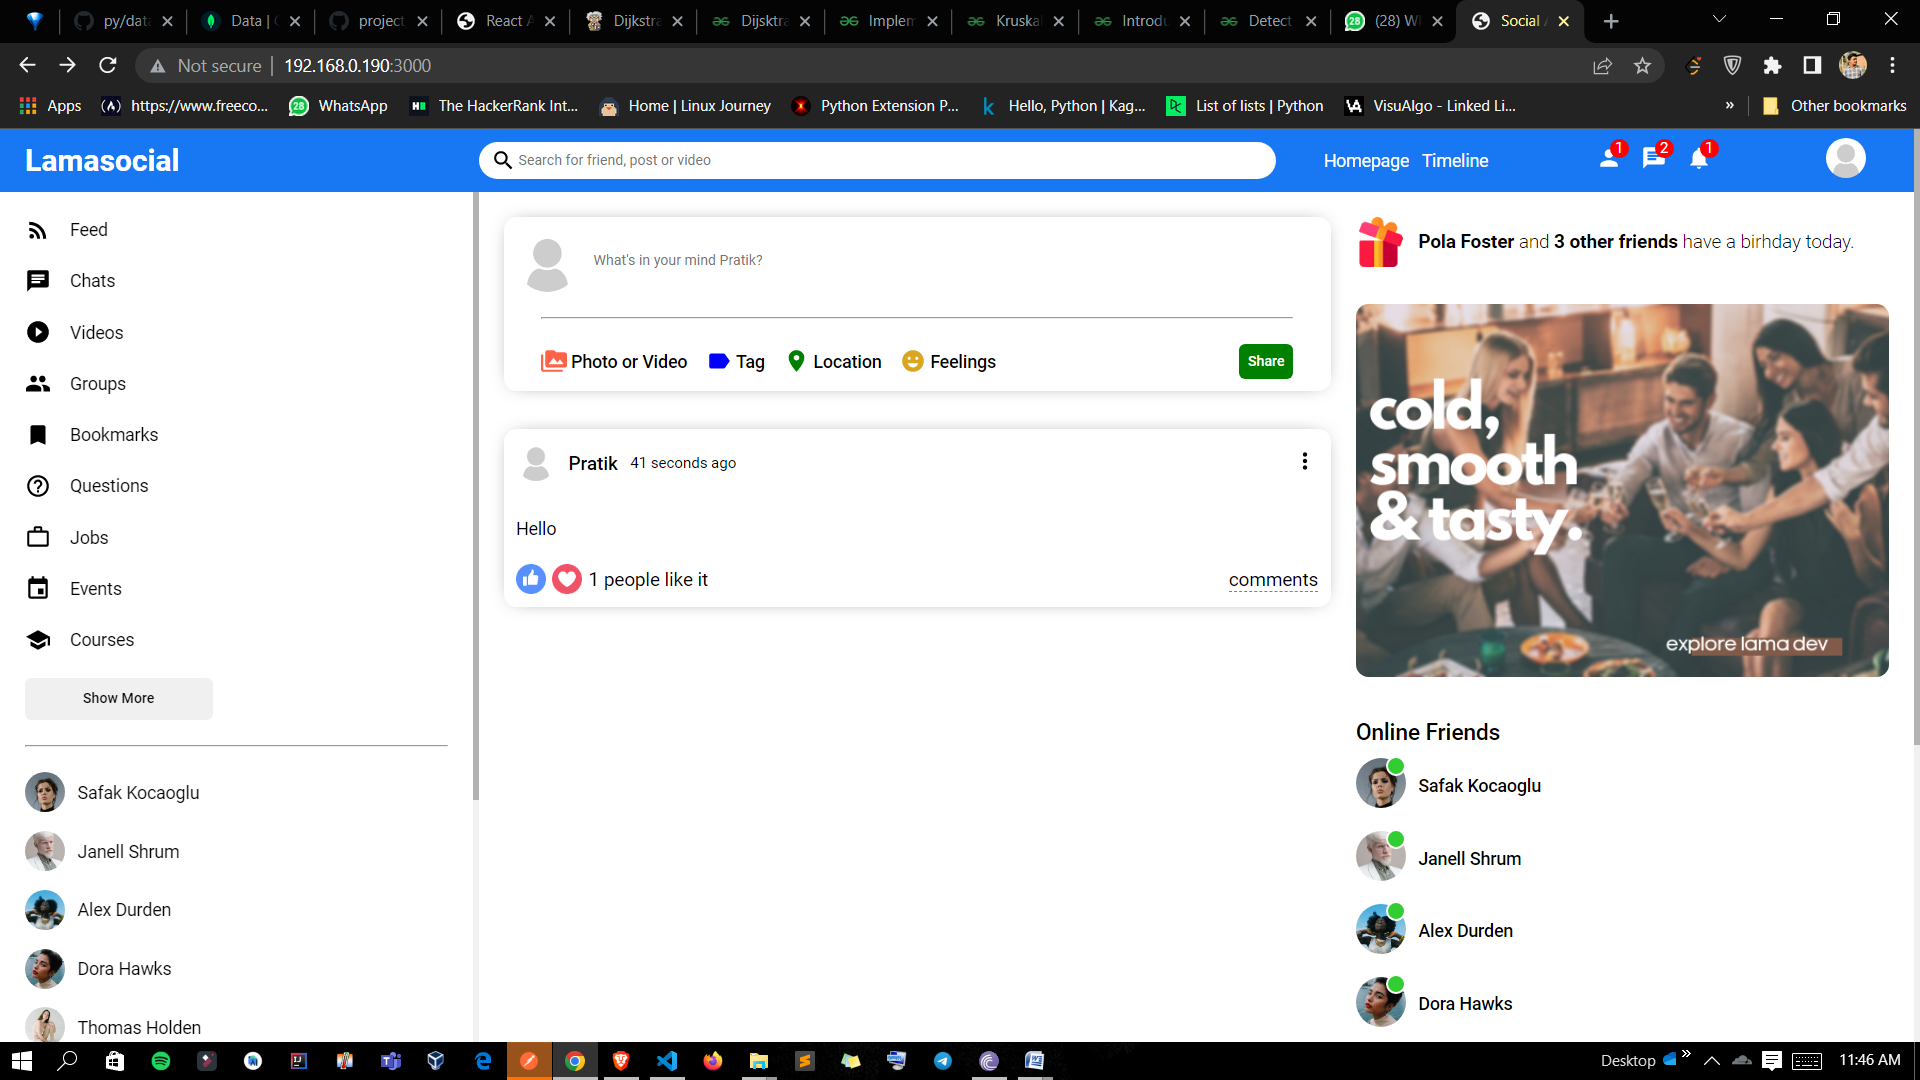 py/data
Data | 
project
React A
Dijkstra
Dijsktra
Implem
Kruskal
Introdu
Detect
(28) W
Social
Not secure | 192.168.0.190:3000
Apps
https://www.freeco...
28 WhatsApp
The HackerRank Int...
Home | Linux Journey
Python Extension P...
Hello, Python | Kag...
List of lists | Python
VisuAlgo - Linked Li...
»
Other bookmarks
Lamasocial
Search for friend, post or video
Homepage Timeline
1
2
1
Feed
Chats
Videos
Groups
Bookmarks
Questions
Jobs
Events
Courses
Show More
Safak Kocaoglu
Janell Shrum
Alex Durden
Dora Hawks
Thomas Holden
What's in your mind Pratik?
Photo or Video
Tag
Location
Feelings
Share
Pratik 41 seconds ago
Hello
1 people like it
comments
Pola Foster and 3 other friends have a birhday today.
cold,
smooth
& tasty.
explore lama dev
Online Friends
Safak Kocaoglu
Janell Shrum
Alex Durden
Dora Hawks
Desktop
»
11:46 AM